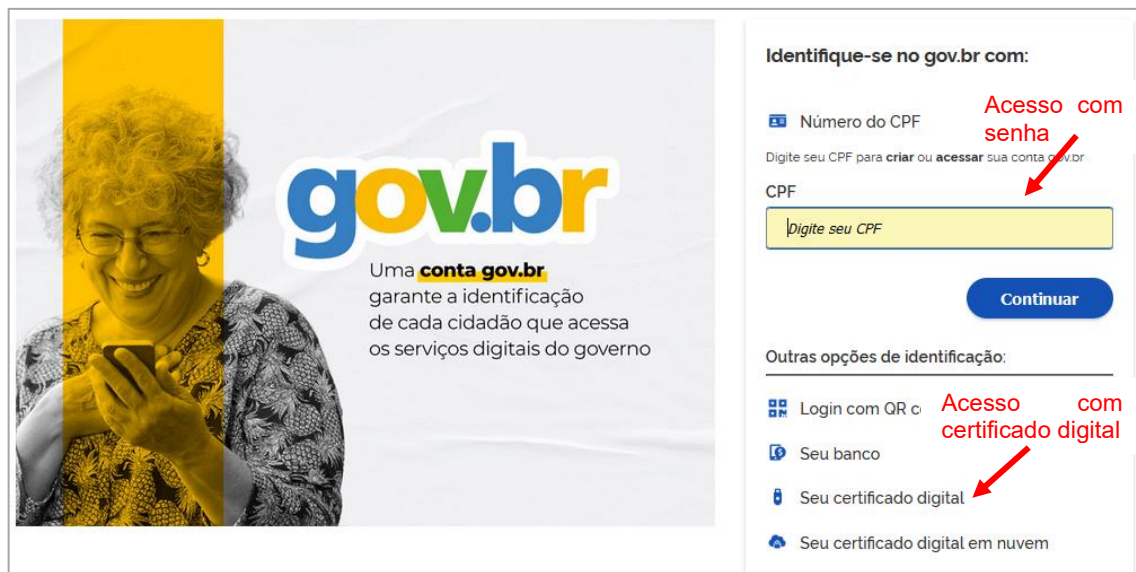 gov.br
Uma conta gov.br
garante a identificação
de cada cidadão que acessa
os serviços digitais do governo
Identifique-se no gov.br com:
Número do CPF
Acesso com
senha
Digite seu CPF para criar ou acessar sua conta gov.br
CPF
Digite seu CPF
Continuar
Outras opções de identificação:
Login com QR
Acesso com
certificado digital
Seu banco
Seu certificado digital
Seu certificado digital em nuvem